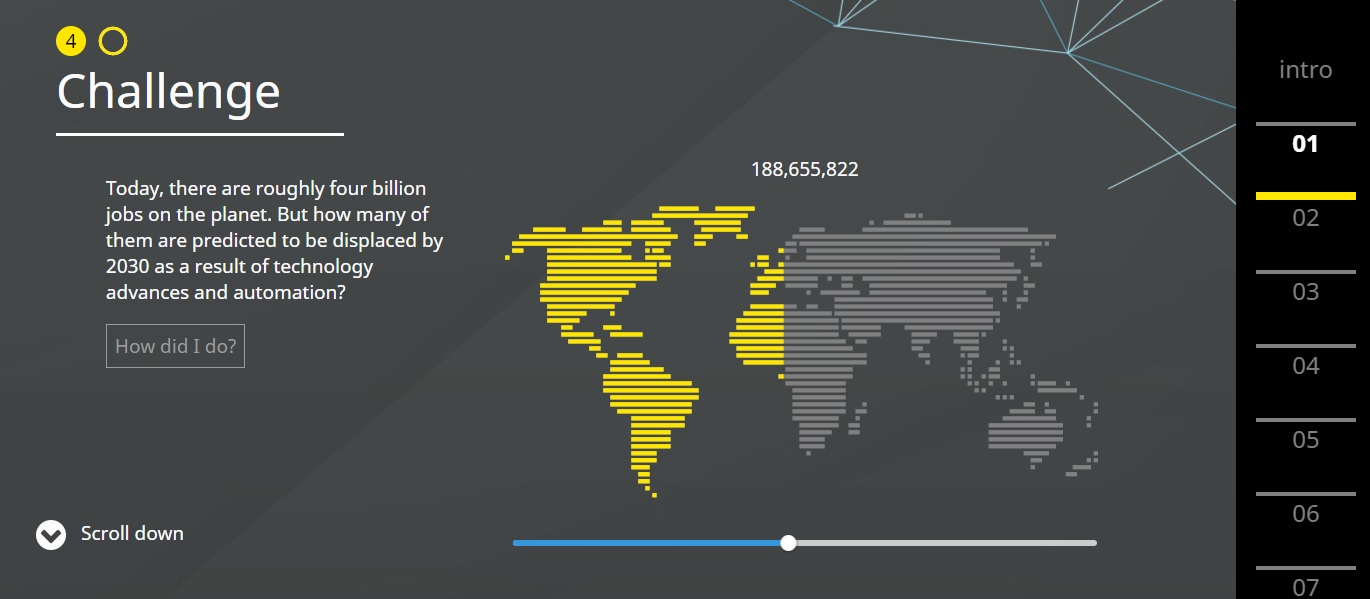 4
Challenge
Today, there are roughly four billion
jobs on the planet. But how many of
them are predicted to be displaced by
2030 as a result of technology
advances and automation?
How did I do?
188,655,822
Scroll down
intro
01
02
03
04
05
06
07